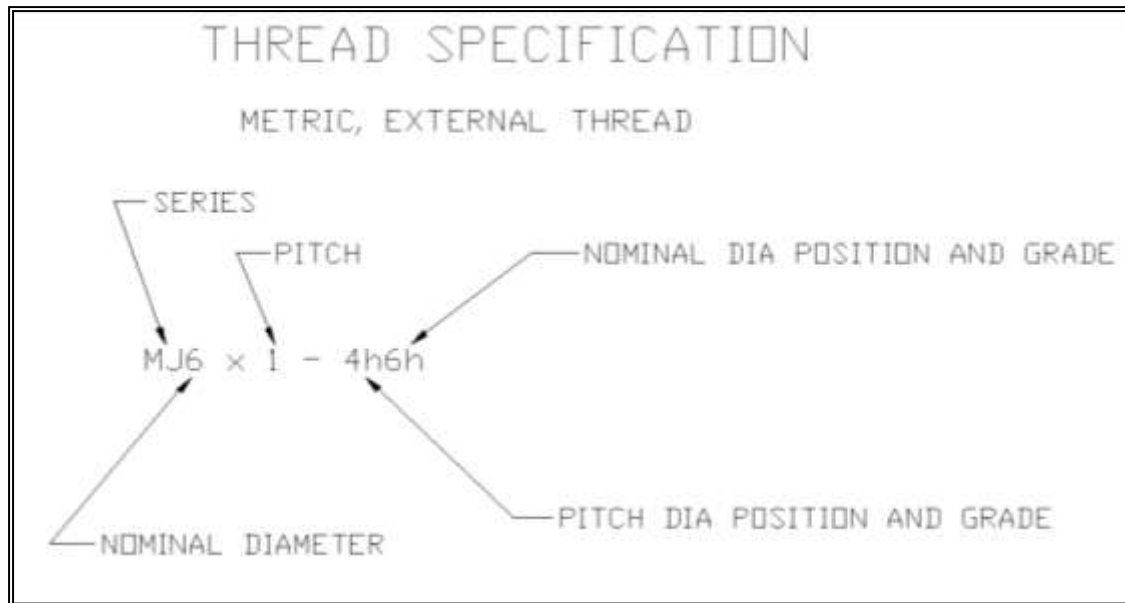 THREAD SPECIFICATION
METRIC, EXTERNAL THREAD
SERIES
PITCH
NOMINAL DIA POSITION AND GRADE
MJ6 x 1 - 4h6h
PITCH DIA POSITION AND GRADE
NOMINAL DIAMETER